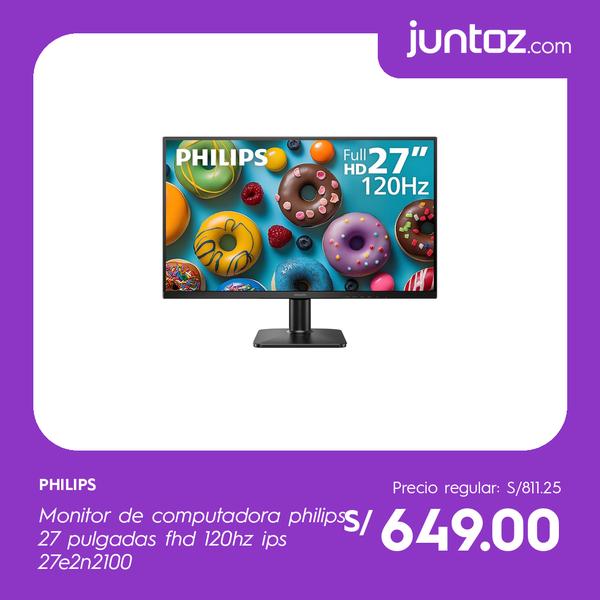 juntoz.com
PHILIPS
Full HD 27"
120Hz
PHILIPS
Monitor de computadora philips
27 pulgadas fhd 120hz ips
27e2n2100
Precio regular: S/811.25
S/ 649.00